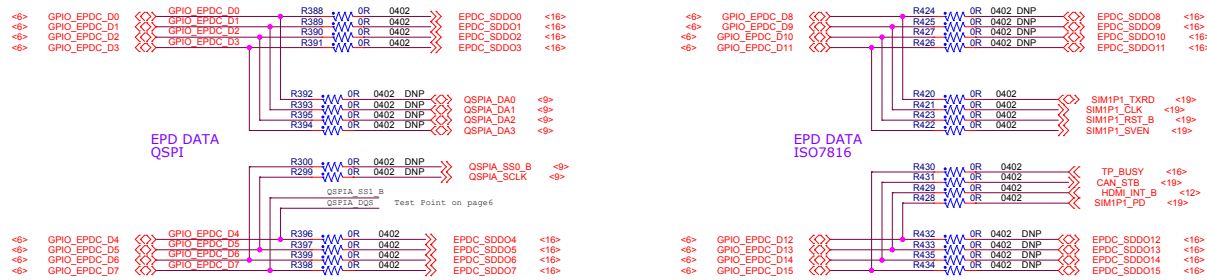 <6> GPIO_EPDC_D0 GPIO_EPDC_D0 R388 0R 0402 EPDC_SDDO0 <16>
<6> GPIO_EPDC_D1 GPIO_EPDC_D1 R389 0R 0402 EPDC_SDDO1 <16>
<6> GPIO_EPDC_D2 GPIO_EPDC_D2 R390 0R 0402 EPDC_SDDO2 <16>
<6> GPIO_EPDC_D3 GPIO_EPDC_D3 R391 0R 0402 EPDC_SDDO3 <16>
R392 0R 0402 DNP QSPIA_DA0 <9>
R393 0R 0402 DNP QSPIA_DA1 <9>
R395 0R 0402 DNP QSPIA_DA2 <9>
R394 0R 0402 DNP QSPIA_DA3 <9>
EPD DATA
QSPI
R300 0R 0402 DNP QSPIA_SS0_B <9>
R299 0R 0402 DNP QSPIA_SCLK <9>
QSPIA_SS1_B
QSPIA_DQS Test Point on page6
<6> GPIO_EPDC_D4 GPIO_EPDC_D4 R396 0R 0402 EPDC_SDDO4 <16>
<6> GPIO_EPDC_D5 GPIO_EPDC_D5 R397 0R 0402 EPDC_SDDO5 <16>
<6> GPIO_EPDC_D6 GPIO_EPDC_D6 R399 0R 0402 EPDC_SDDO6 <16>
<6> GPIO_EPDC_D7 GPIO_EPDC_D7 R398 0R 0402 EPDC_SDDO7 <16>
<6> GPIO_EPDC_D8 R424 0R 0402 DNP EPDC_SDDO8 <16>
<6> GPIO_EPDC_D9 R425 0R 0402 DNP EPDC_SDDO9 <16>
<6> GPIO_EPDC_D10 R427 0R 0402 DNP EPDC_SDDO10 <16>
<6> GPIO_EPDC_D11 R426 0R 0402 DNP EPDC_SDDO11 <16>
R420 0R 0402 SIM1P1_TXRD <19>
R421 0R 0402 SIM1P1_CLK <19>
R423 0R 0402 SIM1P1_RST_B <19>
R422 0R 0402 SIM1P1_SVEN <19>
EPD DATA
ISO7816
R430 0R 0402 TP_BUSY <16>
R431 0R 0402 CAN_STB <19>
R429 0R 0402 HDMI_INT_B <12>
R428 0R 0402 SIM1P1_PD <19>
<6> GPIO_EPDC_D12 R432 0R 0402 DNP EPDC_SDDO12 <16>
<6> GPIO_EPDC_D13 R433 0R 0402 DNP EPDC_SDDO13 <16>
<6> GPIO_EPDC_D14 R435 0R 0402 DNP EPDC_SDDO14 <16>
<6> GPIO_EPDC_D15 R434 0R 0402 DNP EPDC_SDDO15 <16>